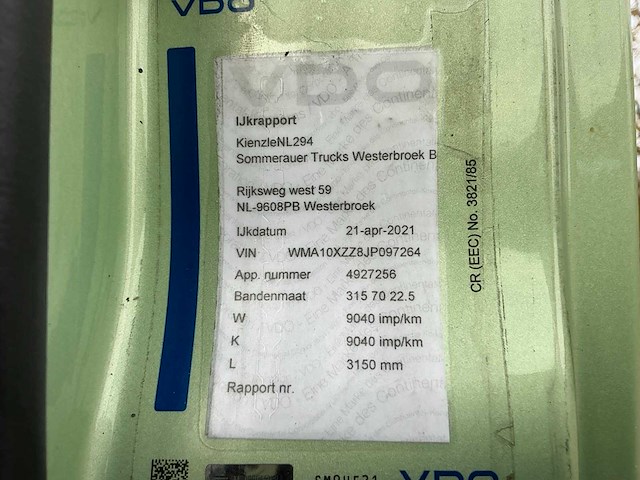 VDO
VDO
IJkrapport
KienzleNL294
Sommerauer Trucks Westerbroek B
Rijksweg west 59
NL-9608PB Westerbroek
IJkdatum 21-apr-2021
VIN WMA10XZZ8JP097264
App. nummer 4927256
Bandenmaat 315 70 22.5
W 9040 imp/km
K 9040 imp/km
L 3150 mm
Rapport nr.
CR (EEC) No. 3821/85
VDO